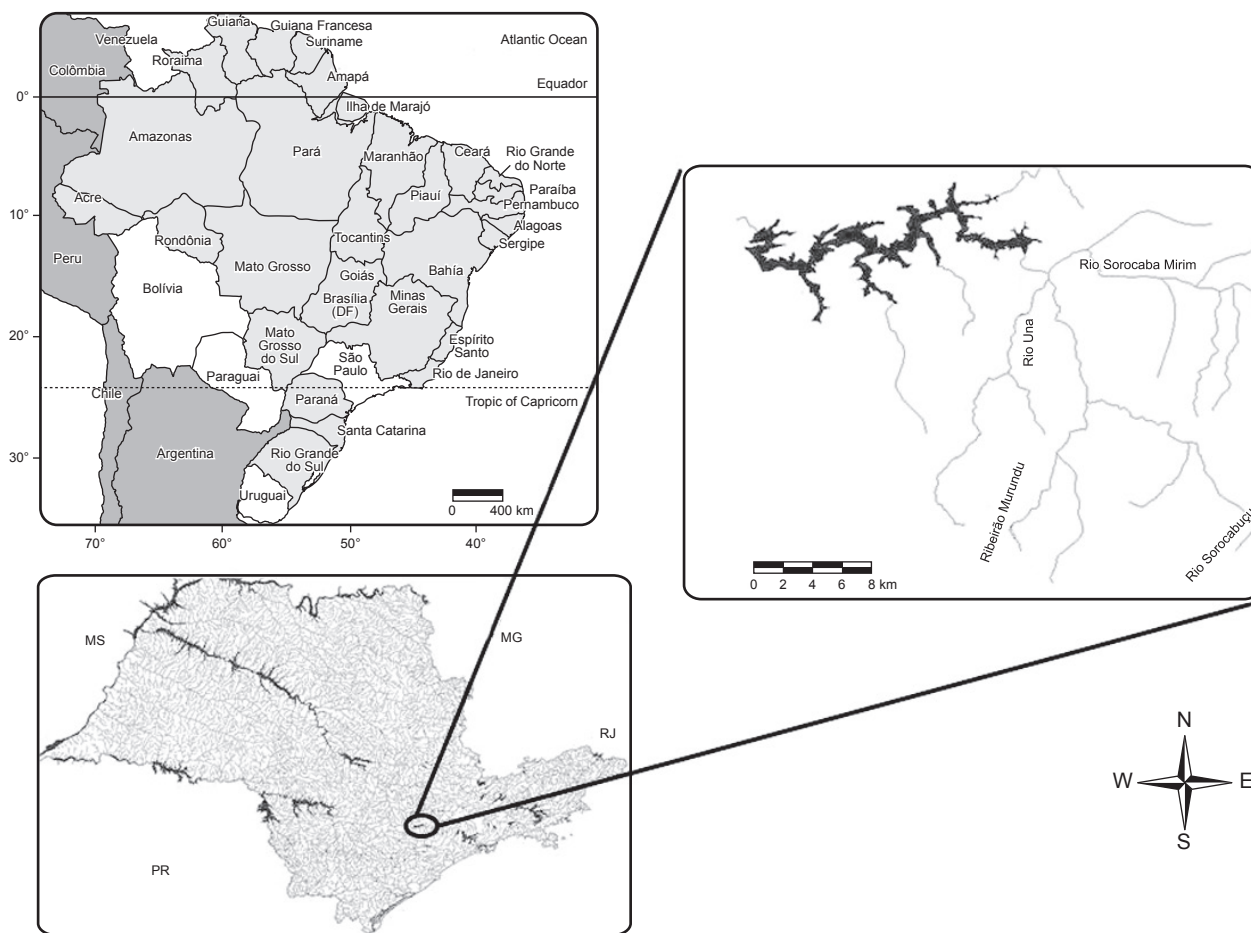 Guiana
Guiana Francesa
Venezuela
Suriname
Atlantic Ocean
Roraima
Colômbia
Amapá
Equador
0°
Ilha de Marajó
Amazonas
Pará
Maranhão
Ceará
Rio Grande
do Norte
Acre
Piauí
Paraíba
Pernambuco
10°
Alagoas
Rondônia
Tocantins
Sergipe
Peru
Mato Grosso
Goiás
Bahía
Bolívia
Brasília
(DF)
Minas
Gerais
20°
Mato
Grosso
do Sul
Espírito
Santo
São
Paulo
Paraguai
Rio de Janeiro
Chile
Paraná
Tropic of Capricorn
Santa Catarina
Argentina
Rio Grande
do Sul
30°
Uruguai
0 400 km
70° 60° 50° 40°
Rio Sorocaba Mirim
Rio Una
Ribeirão Murundu
Rio Sorocabuçu
0 2 4 6 8 km
MS
MG
RJ
PR
N
W E
S